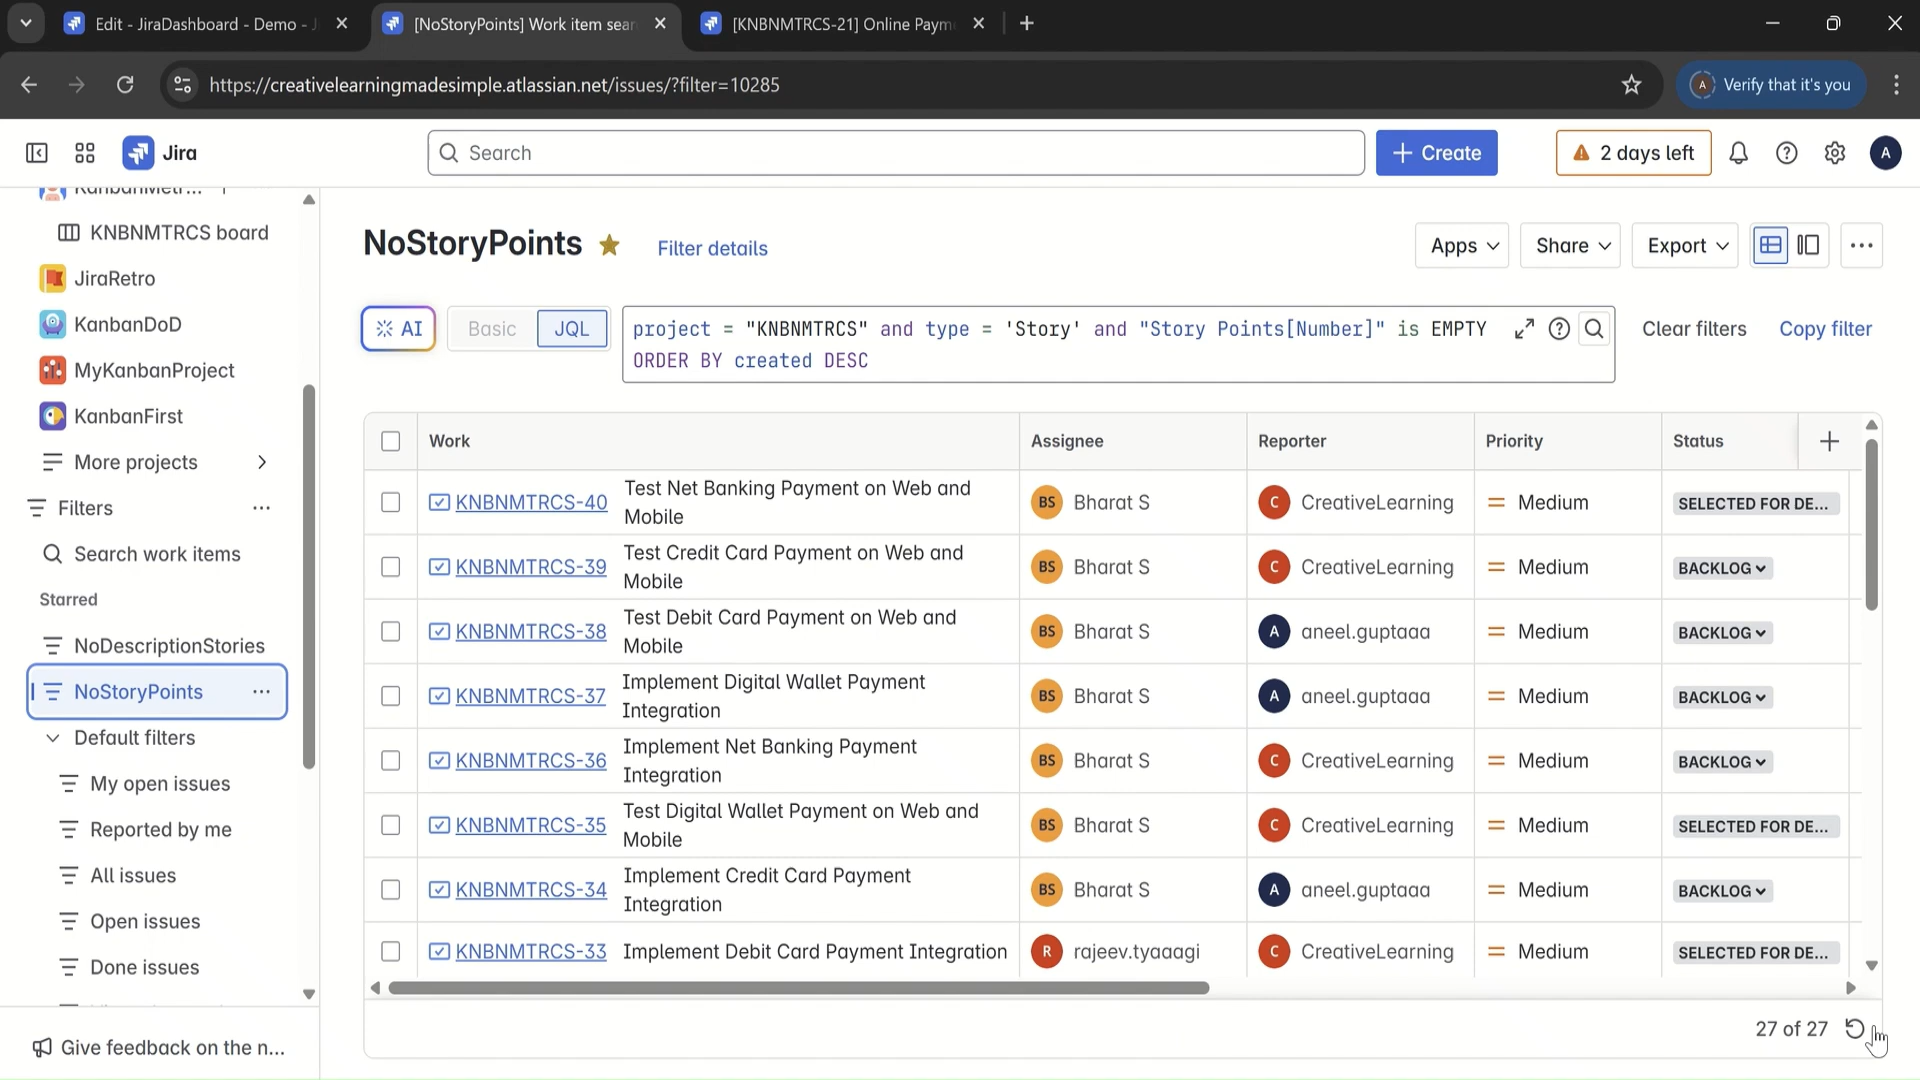 Edit - JiraDashboard - Demo - J
[NoStoryPoints] Work item sear
[KNBNMTRCS-21] Online Paym
https://creativelearningmadesimple.atlassian.net/issues/?filter=10285
A
Verify that it's you
Jira
Search
Create
2 days left
A
KNBNMTRCS board
JiraRetro
KanbanDoD
MyKanbanProject
KanbanFirst
More projects
Filters
Search work items
Starred
NoDescriptionStories
NoStoryPoints
Default filters
My open issues
Reported by me
All issues
Open issues
Done issues
Give feedback on the n...
NoStoryPoints
Filter details
Apps
Share
Export
AI
Basic
JQL
project = "KNBNMTRCS" and type = 'Story' and "Story Points[Number]" is EMPTY
ORDER BY created DESC
Clear filters
Copy filter
Work Assignee Reporter Priority Status
KNBNMTRCS-40 Test Net Banking Payment on Web and
Mobile
BS Bharat S C CreativeLearning Medium SELECTED FOR DE...
KNBNMTRCS-39 Test Credit Card Payment on Web and
Mobile
BS Bharat S C CreativeLearning Medium BACKLOG
KNBNMTRCS-38 Test Debit Card Payment on Web and
Mobile
BS Bharat S A aneel.guptaaa Medium BACKLOG
KNBNMTRCS-37 Implement Digital Wallet Payment
Integration
BS Bharat S A aneel.guptaaa Medium BACKLOG
KNBNMTRCS-36 Implement Net Banking Payment
Integration
BS Bharat S C CreativeLearning Medium BACKLOG
KNBNMTRCS-35 Test Digital Wallet Payment on Web and
Mobile
BS Bharat S C CreativeLearning Medium SELECTED FOR DE...
KNBNMTRCS-34 Implement Credit Card Payment
Integration
BS Bharat S A aneel.guptaaa Medium BACKLOG
KNBNMTRCS-33 Implement Debit Card Payment Integration R rajeev.tyaaagi C CreativeLearning Medium SELECTED FOR DE...
27 of 27